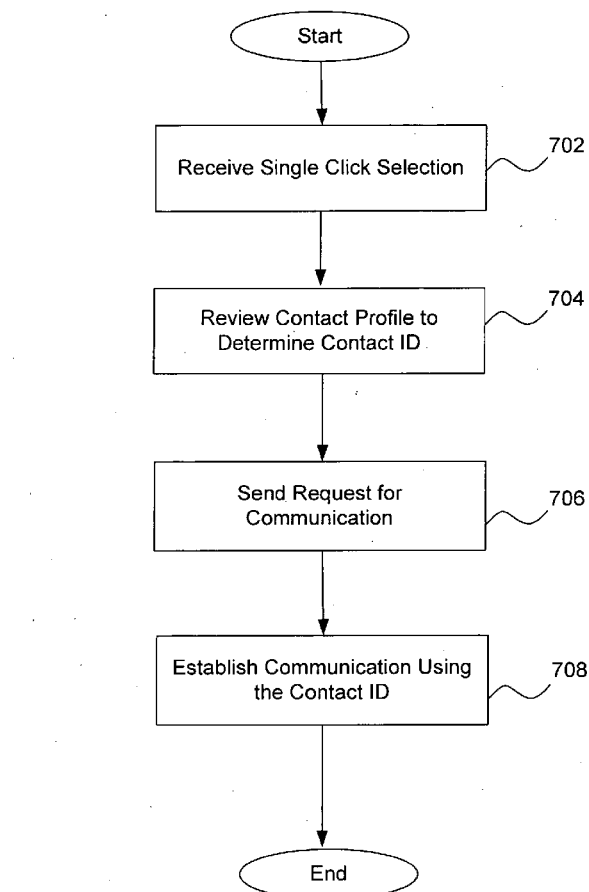 Start
Receive Single Click Selection
702
Review Contact Profile to
Determine Contact ID
704
Send Request for
Communication
706
Establish Communication Using
the Contact ID
708
End